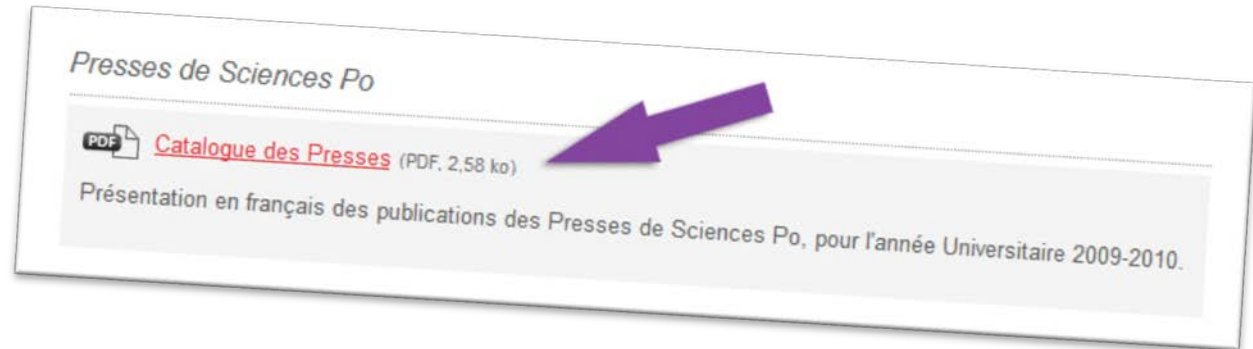 Presses de Sciences Po
PDF Catalogue des Presses (PDF, 2,58 ko)
Présentation en français des publications des Presses de Sciences Po, pour l'année Universitaire 2009-2010.